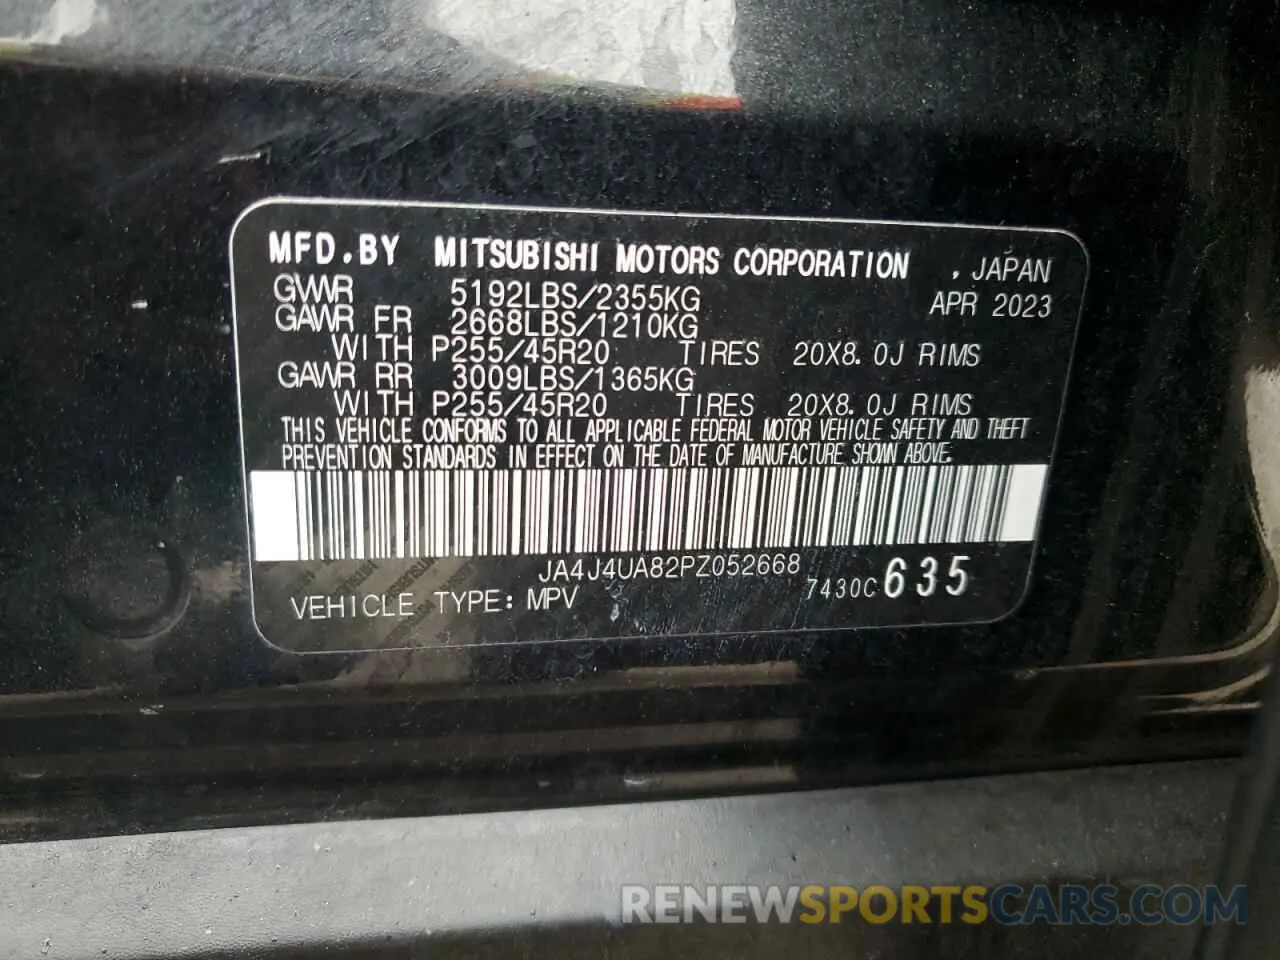 MFD.BY MITSUBISHI MOTORS CORPORATION , JAPAN
GVWR 5192LBS/2355KG APR 2023
GAWR FR 2668LBS/1210KG
WITH P255/45R20 TIRES 20X8.0J RIMS
GAWR RR 3009LBS/1365KG
WITH P255/45R20 TIRES 20X8.0J RIMS
THIS VEHICLE CONFORMS TO ALL APPLICABLE FEDERAL MOTOR VEHICLE SAFETY AND THEFT
PREVENTION STANDARDS IN EFFECT ON THE DATE OF MANUFACTURE SHOWN ABOVE.
JA4J4UA82PZ052668
VEHICLE TYPE: MPV 7430C 635
RENEWSPORTSCARS.COM